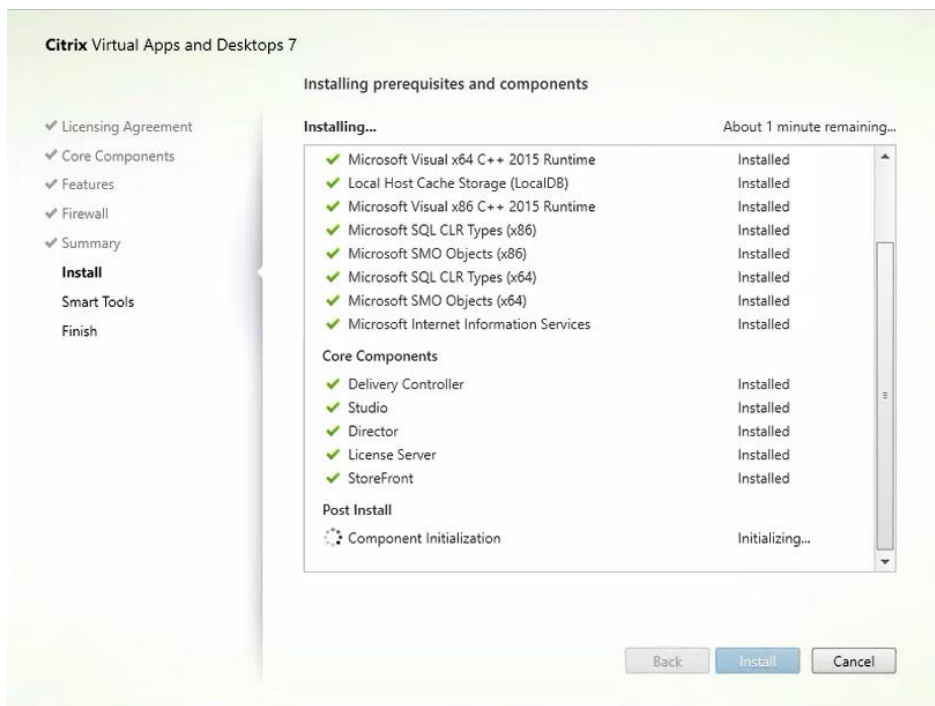 Citrix Virtual Apps and Desktops 7
Installing prerequisites and components
Licensing Agreement
Core Components
Features
Firewall
Summary
Install
Smart Tools
Finish
Installing... About 1 minute remaining...
Microsoft Visual x64 C++ 2015 Runtime Installed
Local Host Cache Storage (LocalDB) Installed
Microsoft Visual x86 C++ 2015 Runtime Installed
Microsoft SQL CLR Types (x86) Installed
Microsoft SMO Objects (x86) Installed
Microsoft SQL CLR Types (x64) Installed
Microsoft SMO Objects (x64) Installed
Microsoft Internet Information Services Installed
Core Components
Delivery Controller Installed
Studio Installed
Director Installed
License Server Installed
StoreFront Installed
Post Install
Component Initialization Initializing...
Back Install Cancel